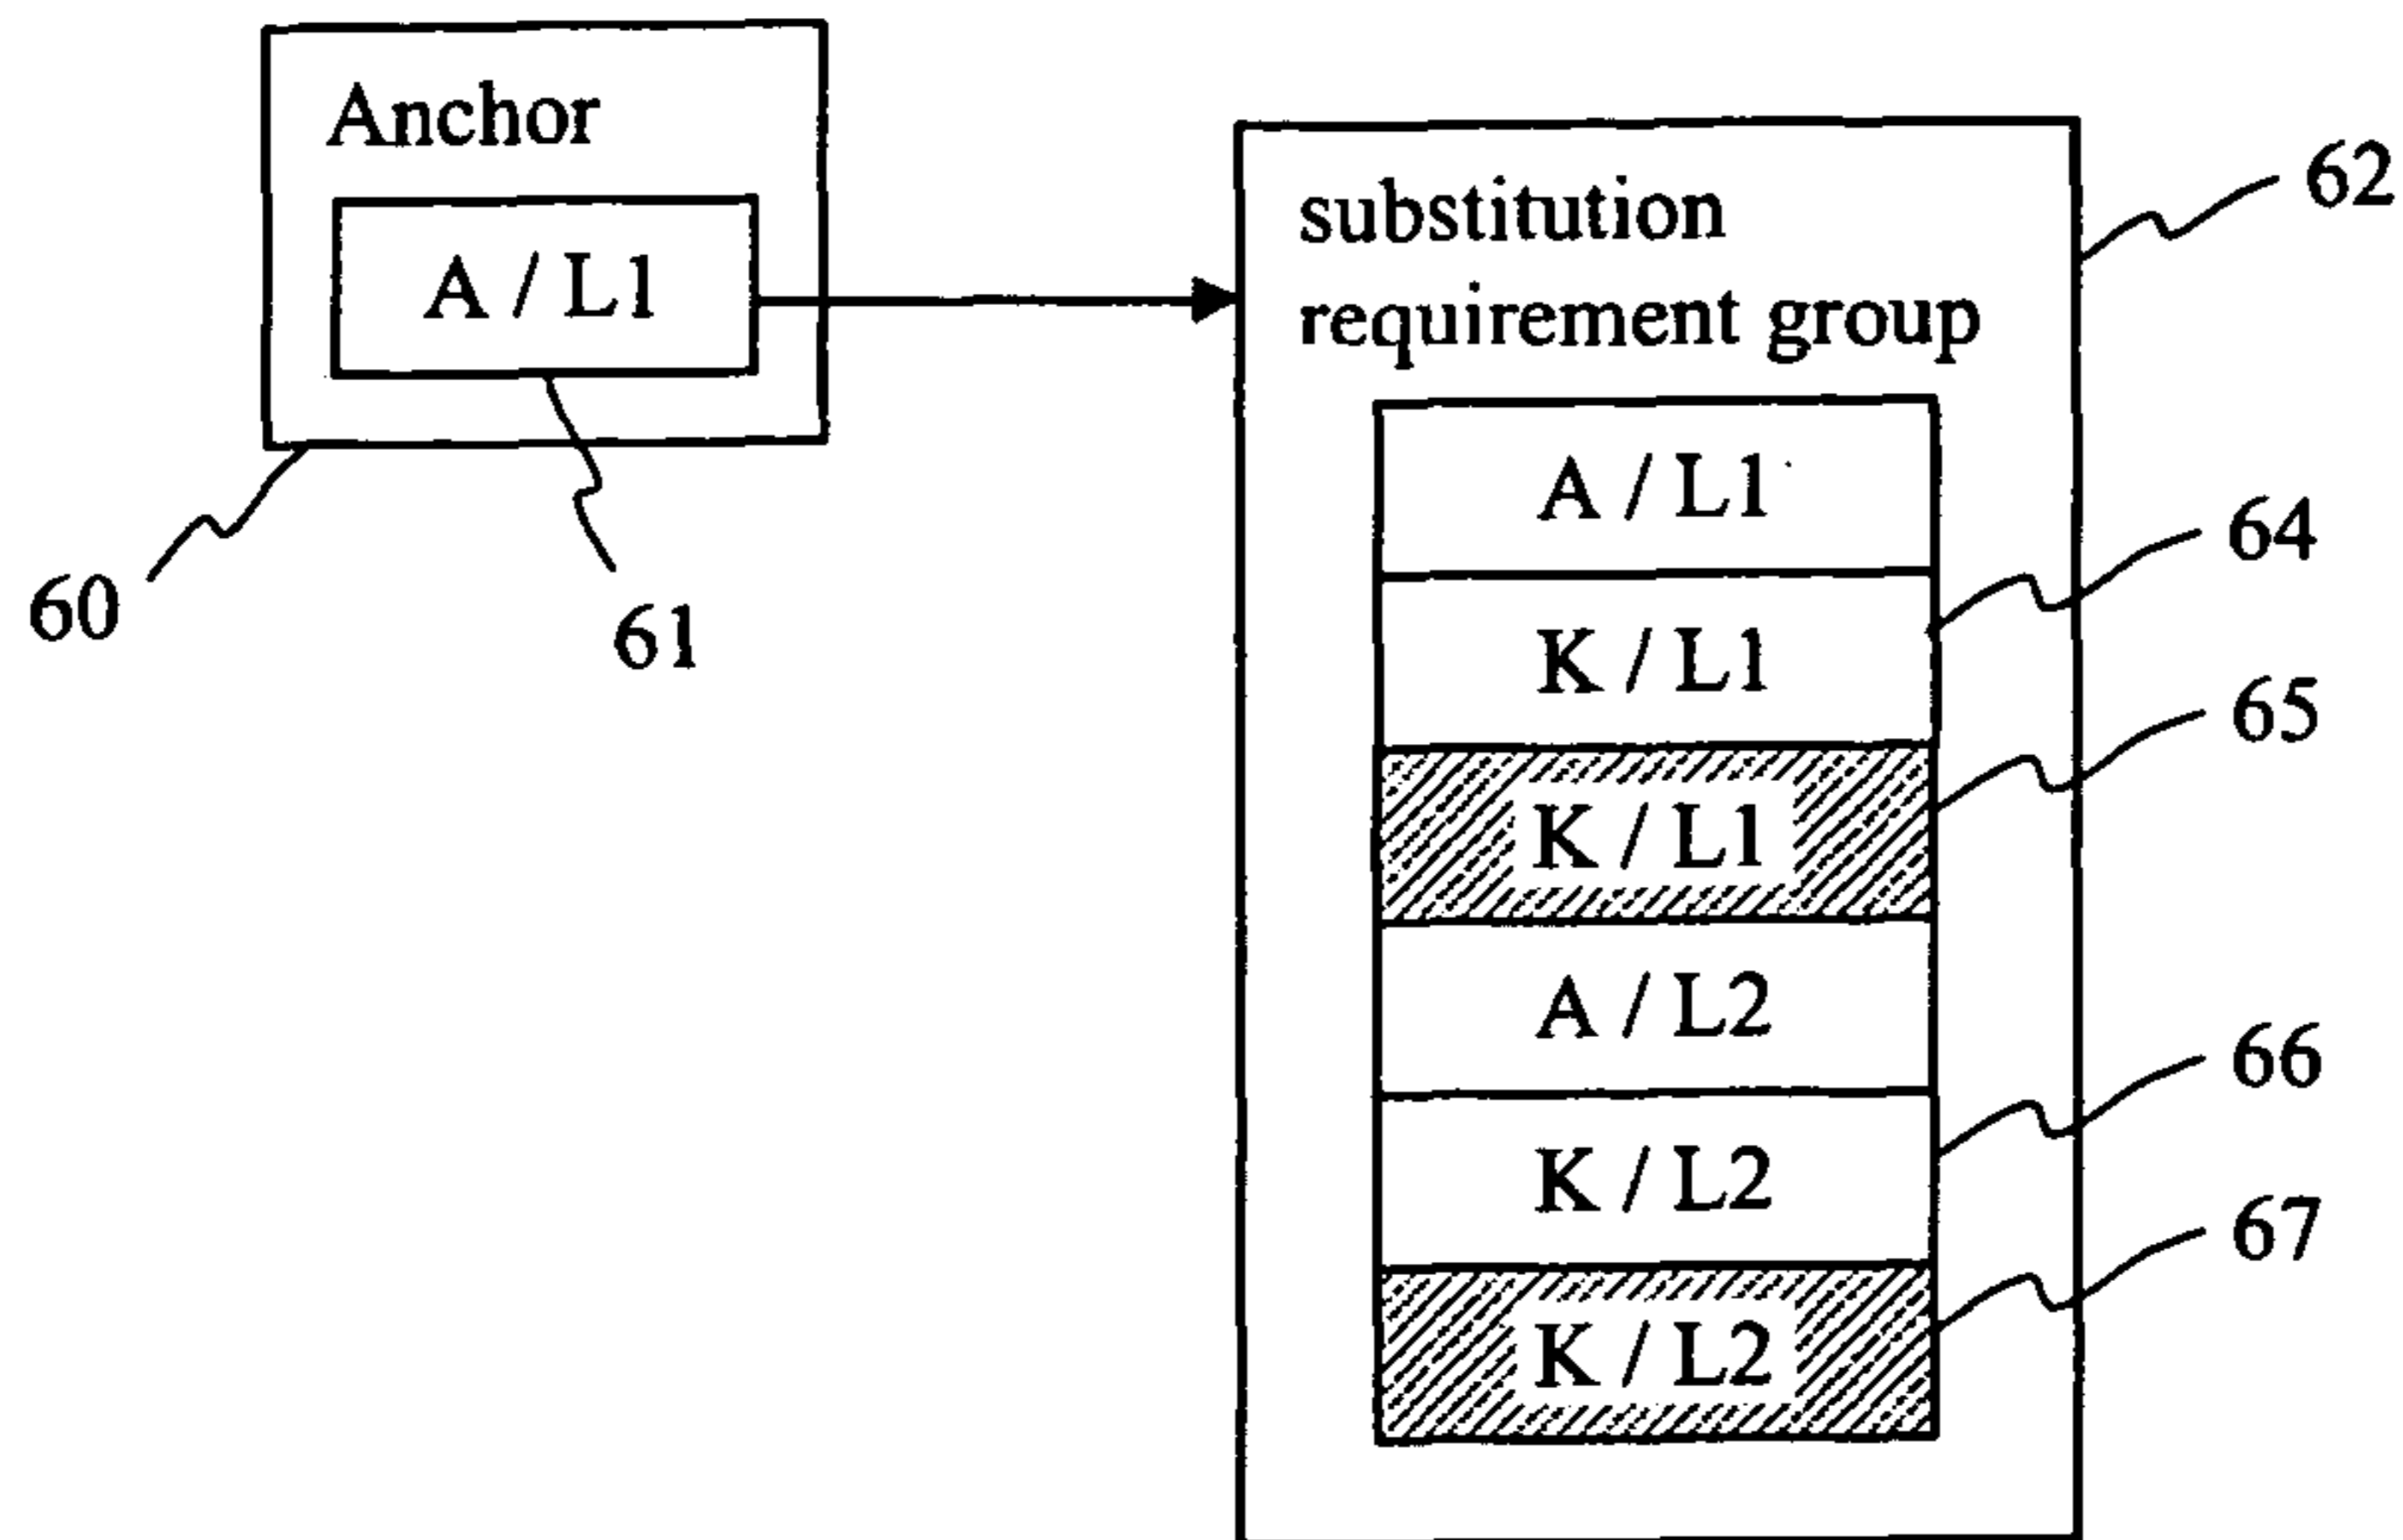 Anchor
A / L1
60
61
substitution
requirement group
62
A / L1
K / L1
64
K / L1
65
A / L2
K / L2
66
K / L2
67